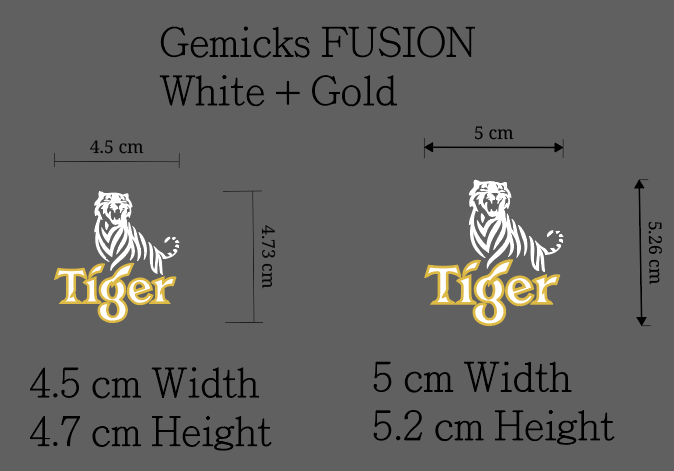 Gemicks FUSION
White + Gold
4.5 cm
5 cm
4.73 cm
5.26 cm
Tiger
Tiger
4.5 cm Width
4.7 cm Height
5 cm Width
5.2 cm Height